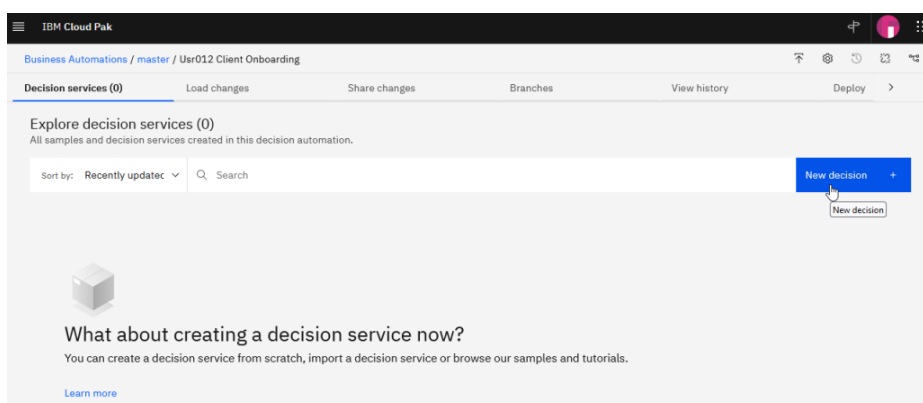 IBM Cloud Pak
Business Automations / master / Usr012 Client Onboarding
Decision services (0) Load changes Share changes Branches View history Deploy
Explore decision services (0)
All samples and decision services created in this decision automation.
Sort by: Recently updatec Search New decision +
New decision
What about creating a decision service now?
You can create a decision service from scratch, import a decision service or browse our samples and tutorials.
Learn more